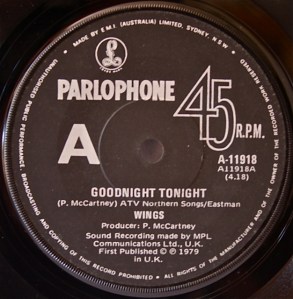 MADE BY E.M.I. (AUSTRALIA) LIMITED, SYDNEY, N.S.W.
PARLOPHONE
45
R.P.M.
A
A-11918
A11918A
(4.18)
GOODNIGHT TONIGHT
(P. McCartney) ATV Northern Songs/Eastman
WINGS
Producer: P. McCartney
Sound Recording made by MPL
Communications Ltd., U.K.
First Published ℗ © 1979
in U.K.
UNAUTHORISED PUBLIC PERFORMANCE, BROADCASTING AND COPYING OF THIS RECORD PROHIBITED • ALL RIGHTS OF THE MANUFACTURER AND OF THE OWNER OF THE RECORDED WORK RESERVED